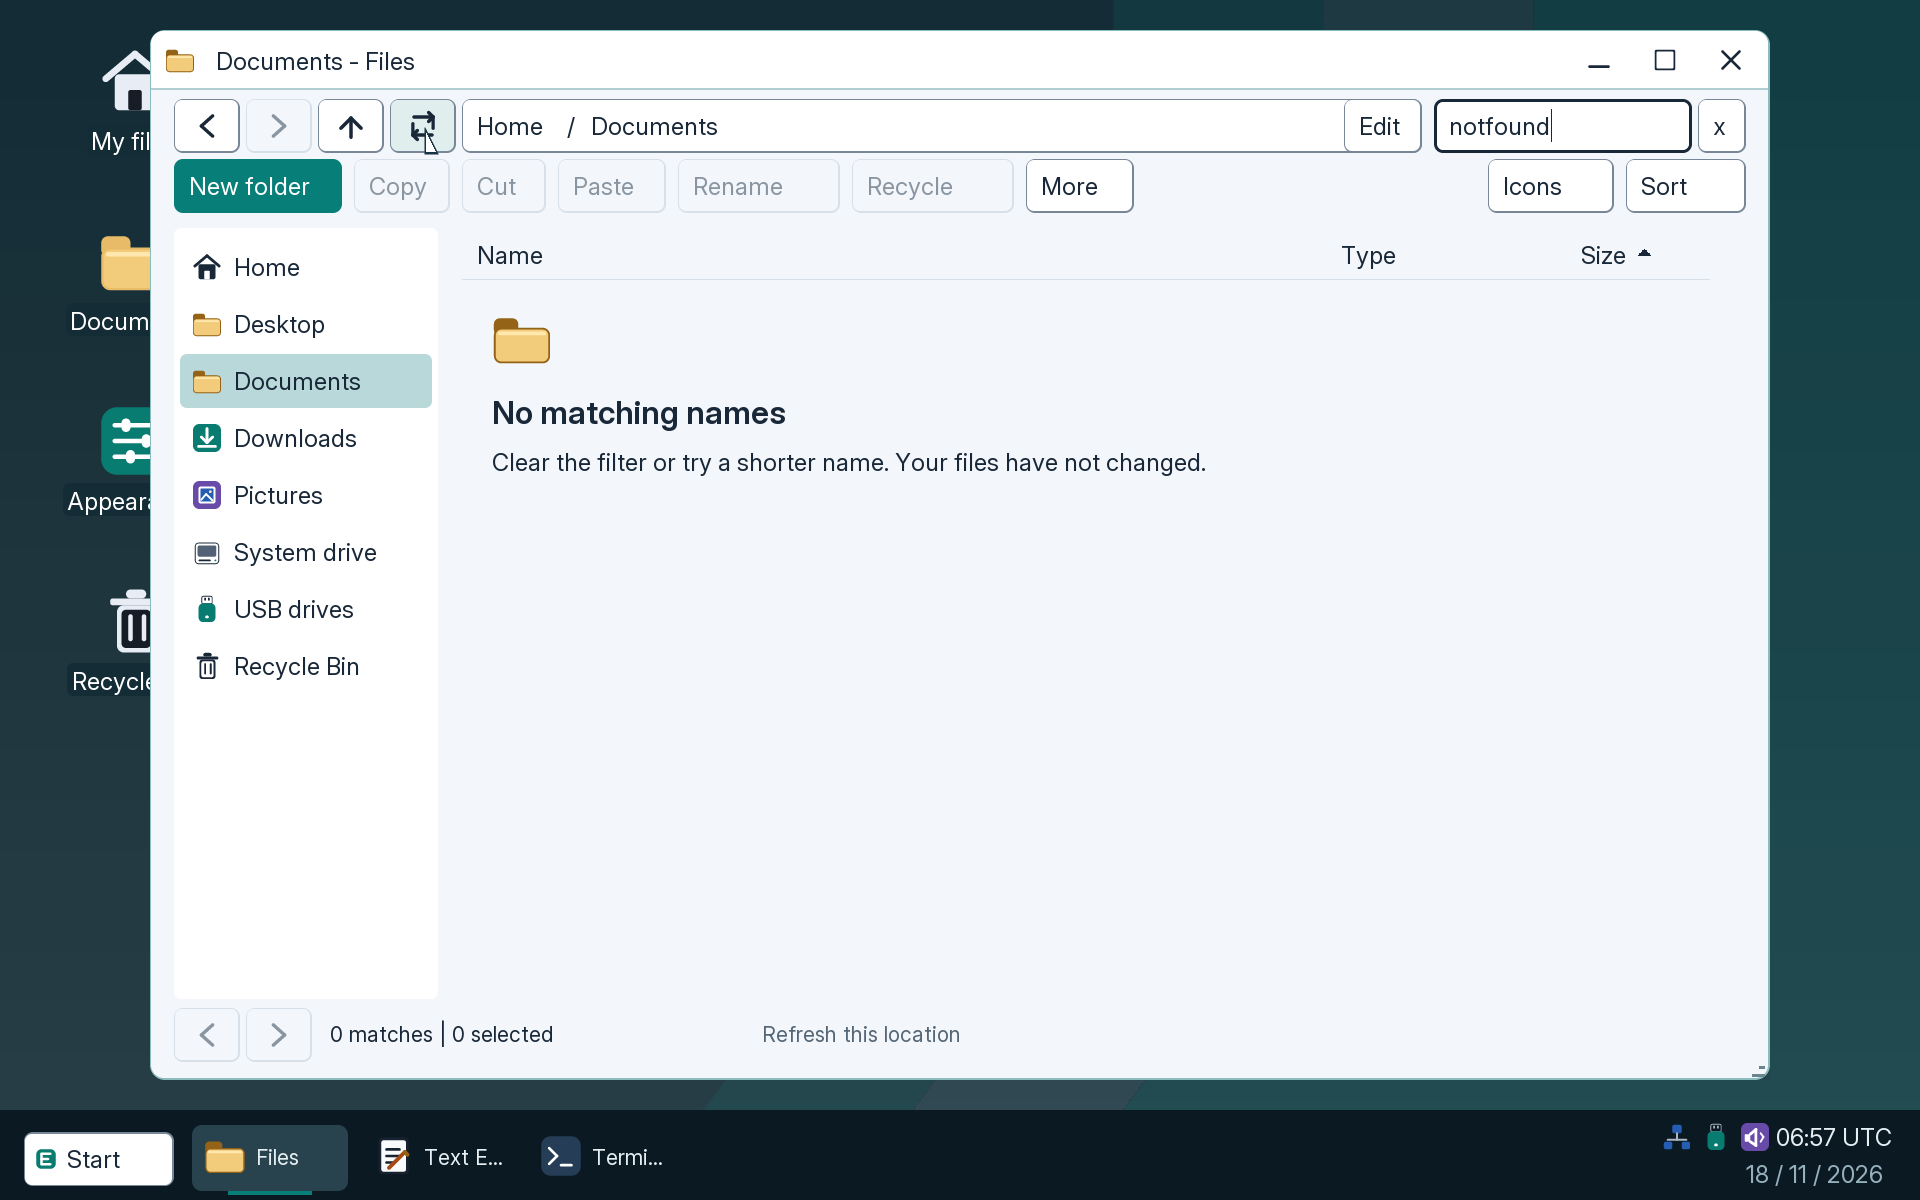 Documents - Files
Home / Documents
Edit
notfound
x
New folder
Copy
Cut
Paste
Rename
Recycle
More
Icons
Sort
Home
Desktop
Documents
Downloads
Pictures
System drive
USB drives
Recycle Bin
Name
Type
Size
No matching names
Clear the filter or try a shorter name. Your files have not changed.
0 matches | 0 selected
Refresh this location
My fil
Docum
Appeara
Recycle
Start
Files
Text E...
Termi...
06:57 UTC
18 / 11 / 2026